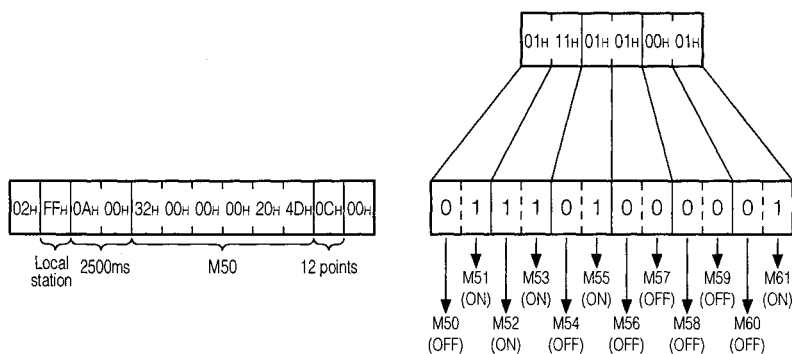 01H 11H 01H 01H 00H 01H
02H FFH 0AH 00H 32H 00H 00H 00H 20H 4DH 0CH 00H
Local station
2500ms
M50
12 points
0 1 1 1 0 1 0 0 0 0 0 1
M51 (ON)
M53 (ON)
M55 (ON)
M57 (OFF)
M59 (OFF)
M61 (ON)
M50 (OFF)
M52 (ON)
M54 (OFF)
M56 (OFF)
M58 (OFF)
M60 (OFF)